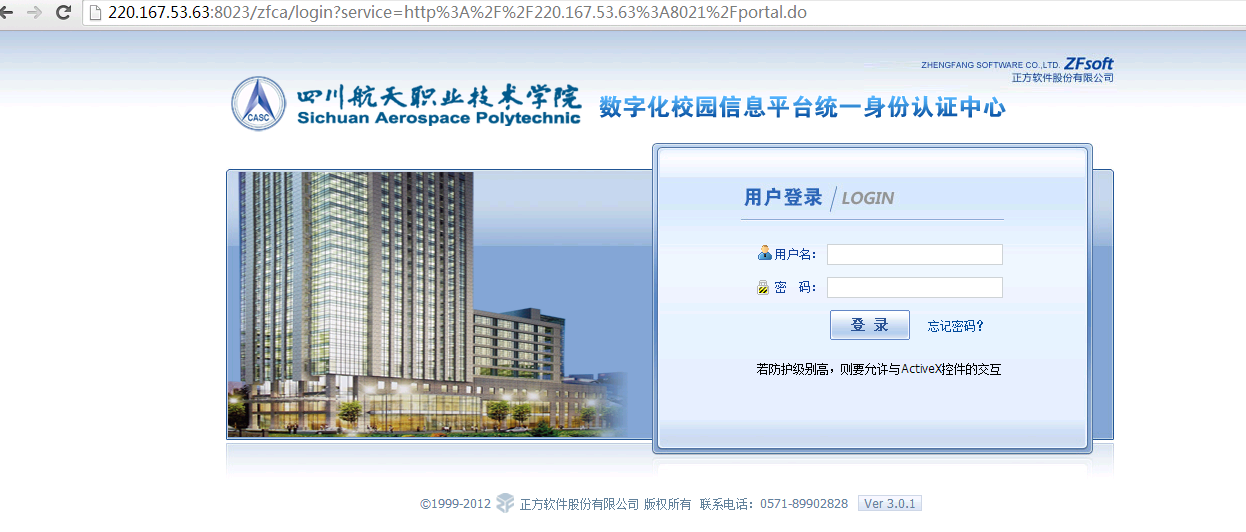 220.167.53.63:8023/zfca/login?service=http%3A%2F%2F220.167.53.63%3A8021%2Fportal.do
ZHENGFANG SOFTWARE CO.,LTD. ZFsoft
正方软件股份有限公司
CASC
四川航天职业技术学院
Sichuan Aerospace Polytechnic
数字化校园信息平台统一身份认证中心
用户登录 / LOGIN
用户名：
密 码：
登 录 忘记密码?
若防护级别高，则要允许与ActiveX控件的交互
©1999-2012 正方软件股份有限公司 版权所有 联系电话：0571-89902828 Ver 3.0.1